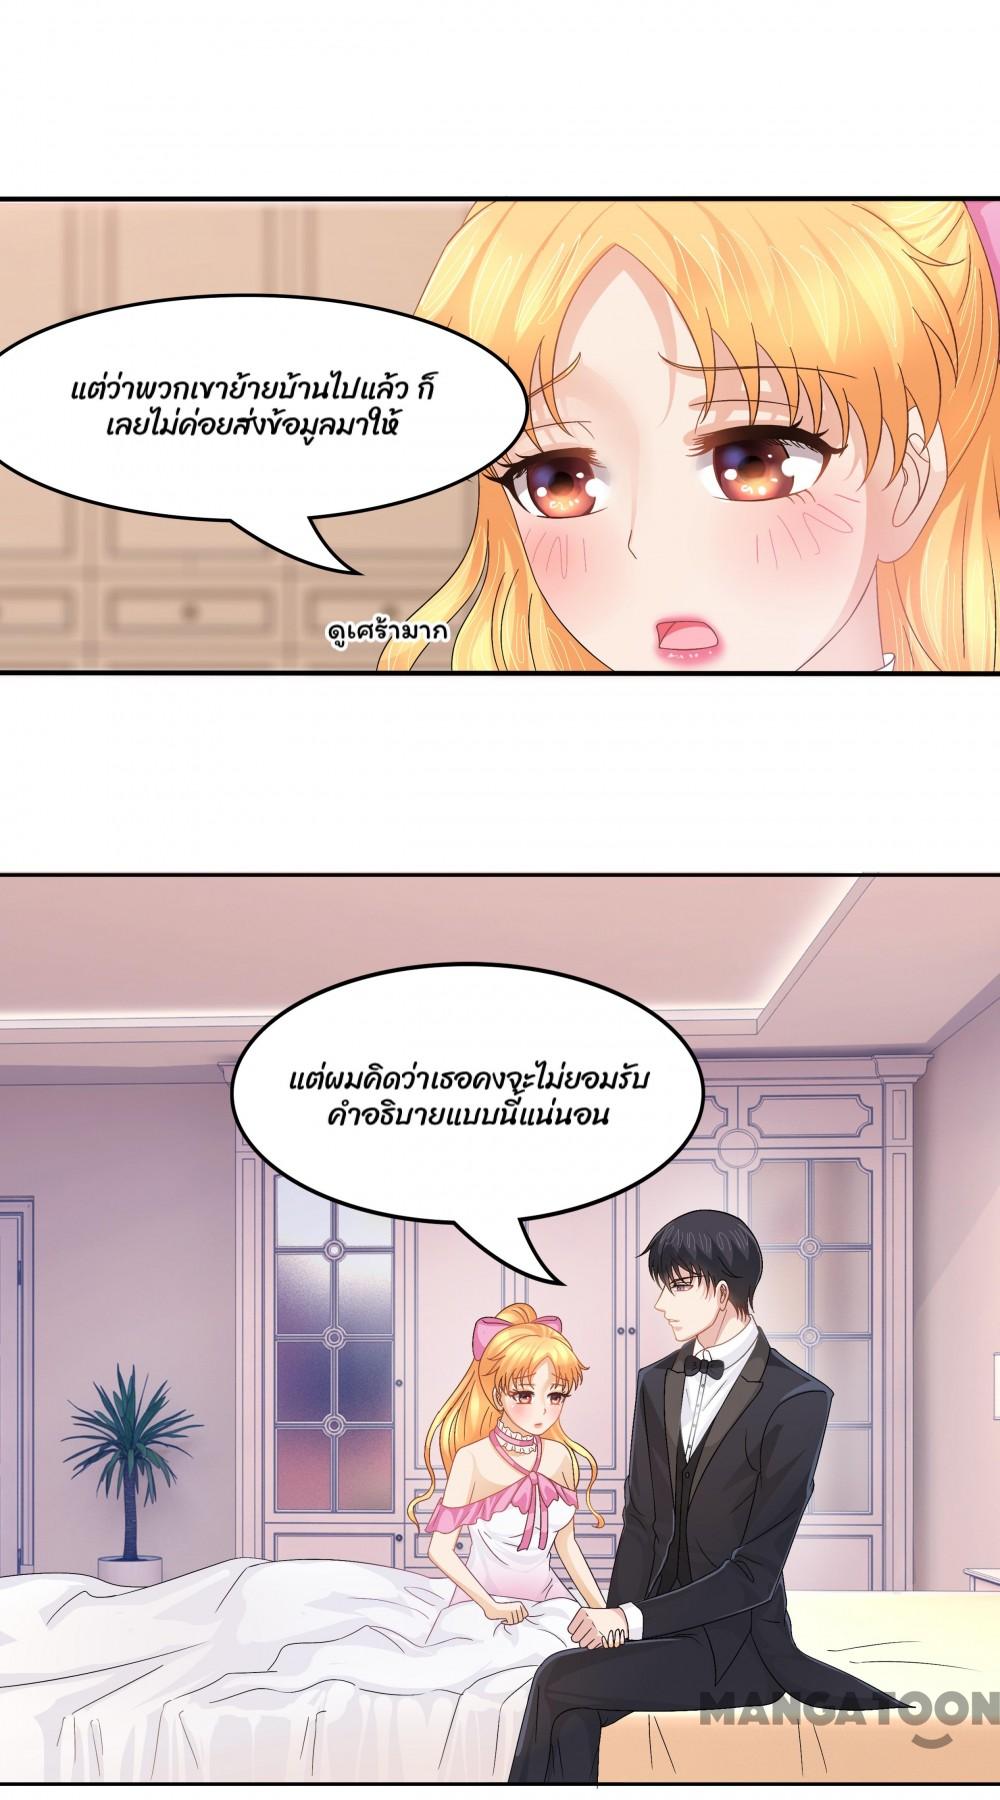 แต่ว่าพวกเขาย้ายบ้านไปแล้ว ก็
เลยไม่ค่อยส่งข้อมูลมาให้
ดูเศร้ามาก
แต่ผมคิดว่าเธอคงจะไม่ยอมรับ
คำอธิบายแบบนี้แน่นอน
MANGATOON